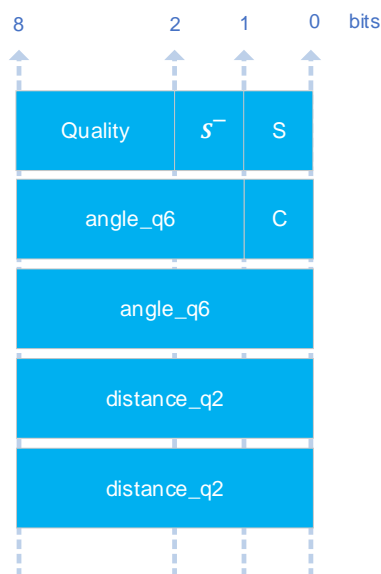 8 2 1 0 bits
Quality s⁻ S
angle_q6 C
angle_q6
distance_q2
distance_q2